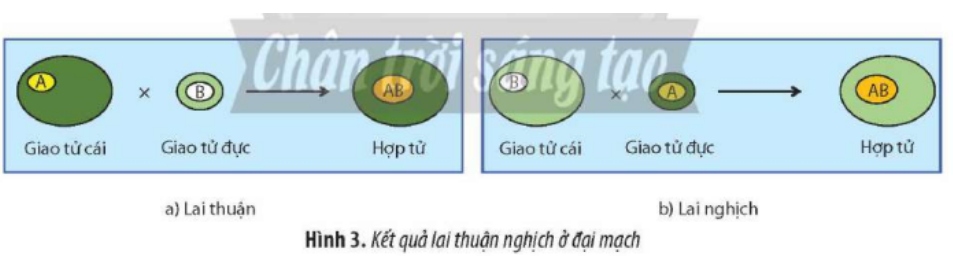 Chân trời sáng tạo
A × B AB
Giao tử cái Giao tử đực Hợp tử
B × A AB
Giao tử cái Giao tử đực Hợp tử
a) Lai thuận
b) Lai nghịch
Hình 3. Kết quả lai thuận nghịch ở đại mạch